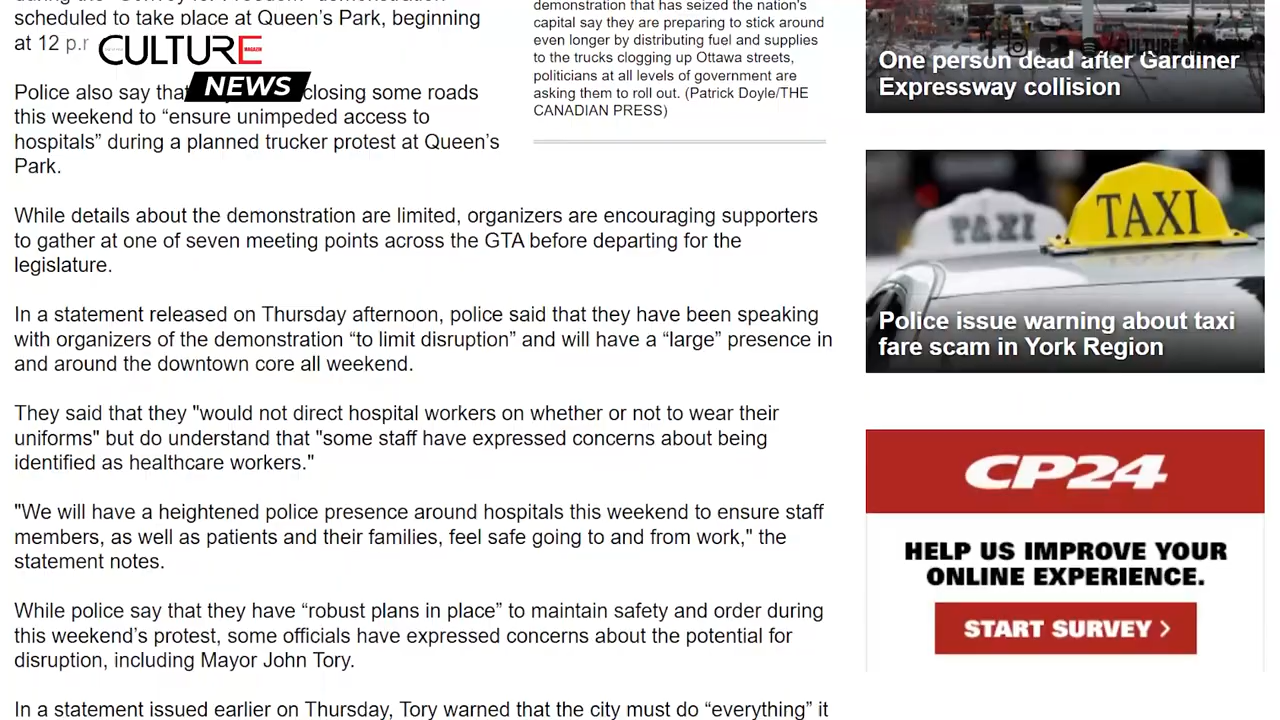 scheduled to take place at Queen's Park, beginning
at 12
CULTURE
NEWS
Police also say that closing some roads
this weekend to “ensure unimpeded access to
hospitals” during a planned trucker protest at Queen's
Park.
demonstration that has seized the nation's
capital say they are preparing to stick around
even longer by distributing fuel and supplies
to the trucks clogging up Ottawa streets,
politicians at all levels of government are
asking them to roll out. (Patrick Doyle/THE
CANADIAN PRESS)
While details about the demonstration are limited, organizers are encouraging supporters
to gather at one of seven meeting points across the GTA before departing for the
legislature.
In a statement released on Thursday afternoon, police said that they have been speaking
with organizers of the demonstration “to limit disruption” and will have a “large” presence in
and around the downtown core all weekend.
They said that they "would not direct hospital workers on whether or not to wear their
uniforms" but do understand that "some staff have expressed concerns about being
identified as healthcare workers."
"We will have a heightened police presence around hospitals this weekend to ensure staff
members, as well as patients and their families, feel safe going to and from work," the
statement notes.
While police say that they have “robust plans in place” to maintain safety and order during
this weekend's protest, some officials have expressed concerns about the potential for
disruption, including Mayor John Tory.
In a statement issued earlier on Thursday, Tory warned that the city must do “everything” it
One person dead after Gardiner
Expressway collision
TAXI
TAXI
Police issue warning about taxi
fare scam in York Region
CP24
HELP US IMPROVE YOUR
ONLINE EXPERIENCE.
START SURVEY >